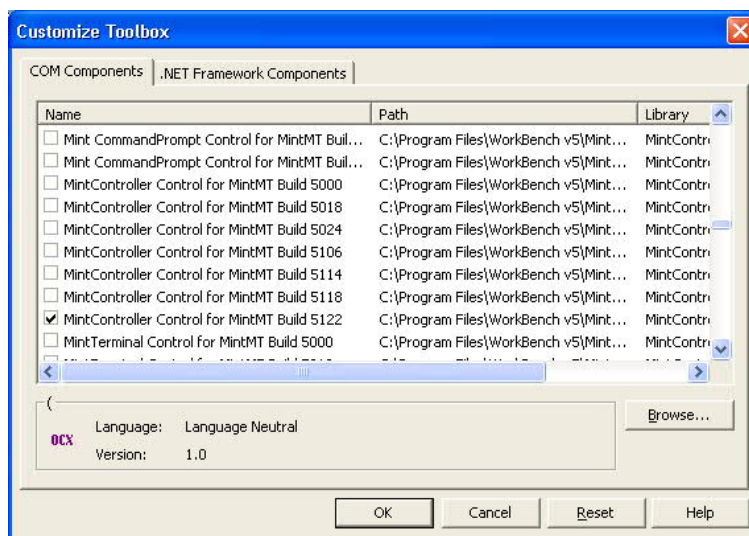 Customize Toolbox
COM Components .NET Framework Components
Name Path Library
Mint CommandPrompt Control for MintMT Buil... C:\Program Files\WorkBench v5\Mint... MintContr
Mint CommandPrompt Control for MintMT Buil... C:\Program Files\WorkBench v5\Mint... MintContr
MintController Control for MintMT Build 5000 C:\Program Files\WorkBench v5\Mint... MintContr
MintController Control for MintMT Build 5018 C:\Program Files\WorkBench v5\Mint... MintContr
MintController Control for MintMT Build 5024 C:\Program Files\WorkBench v5\Mint... MintContr
MintController Control for MintMT Build 5106 C:\Program Files\WorkBench v5\Mint... MintContr
MintController Control for MintMT Build 5114 C:\Program Files\WorkBench v5\Mint... MintContr
MintController Control for MintMT Build 5118 C:\Program Files\WorkBench v5\Mint... MintContr
MintController Control for MintMT Build 5122 C:\Program Files\WorkBench v5\Mint... MintContr
MintTerminal Control for MintMT Build 5000 C:\Program Files\WorkBench v5\Mint... MintContr
(
Language: Language Neutral
OCX
Version: 1.0
Browse...
OK Cancel Reset Help